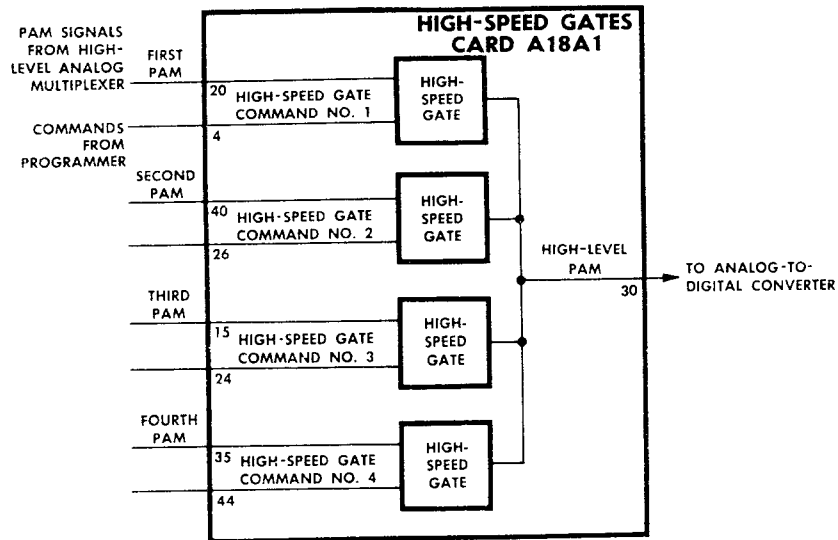 HIGH-SPEED GATES
CARD A18A1
PAM SIGNALS
FROM HIGH-
LEVEL ANALOG
MULTIPLEXER
FIRST
PAM
20
HIGH-SPEED GATE
COMMAND NO. 1
4
HIGH-
SPEED
GATE
COMMANDS
FROM
PROGRAMMER
SECOND
PAM
40
HIGH-SPEED GATE
COMMAND NO. 2
26
HIGH-
SPEED
GATE
HIGH-LEVEL
PAM
30
TO ANALOG-TO-
DIGITAL CONVERTER
THIRD
PAM
15
HIGH-SPEED GATE
COMMAND NO. 3
24
HIGH-
SPEED
GATE
FOURTH
PAM
35
HIGH-SPEED GATE
COMMAND NO. 4
44
HIGH-
SPEED
GATE